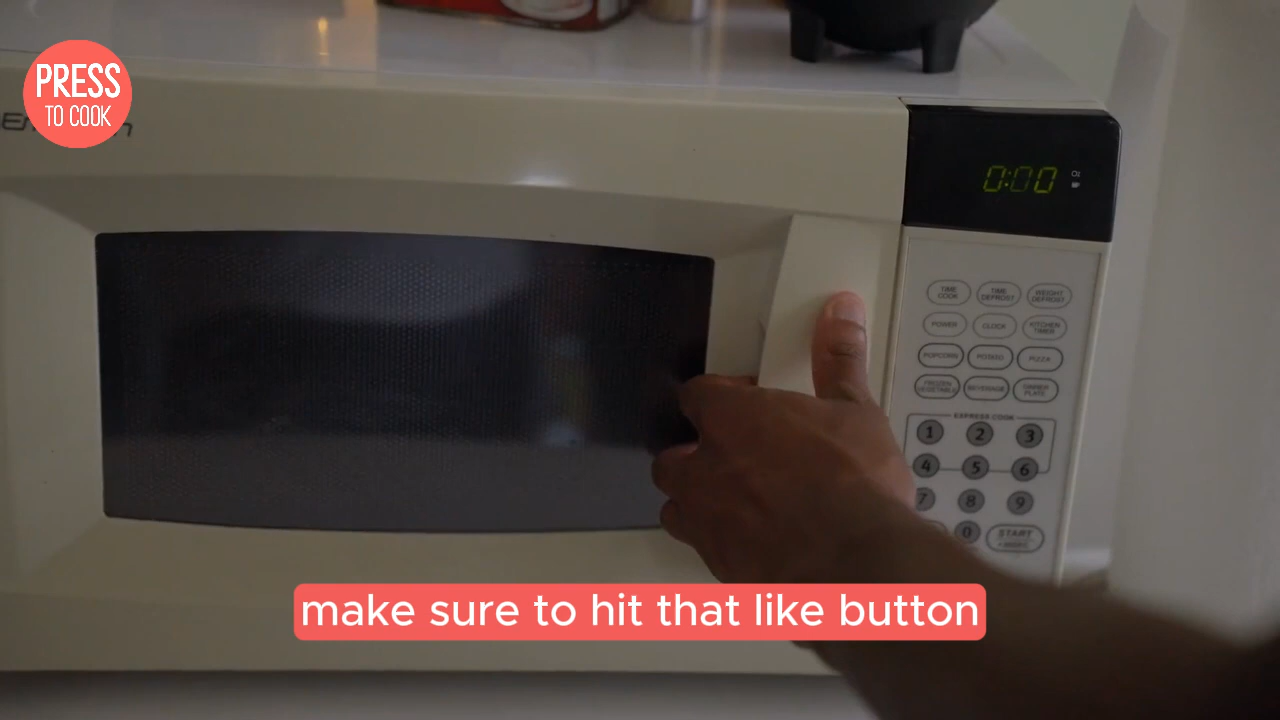 PRESS
TO COOK
0:00
TIME COOK
TIME DEFROST
WEIGHT DEFROST
POWER
CLOCK
KITCHEN TIMER
POPCORN
POTATO
PIZZA
FROZEN VEGETABLE
BEVERAGE
DINNER PLATE
EXPRESS COOK
1 2 3
4 5 6
7 8 9
0
START
make sure to hit that like button